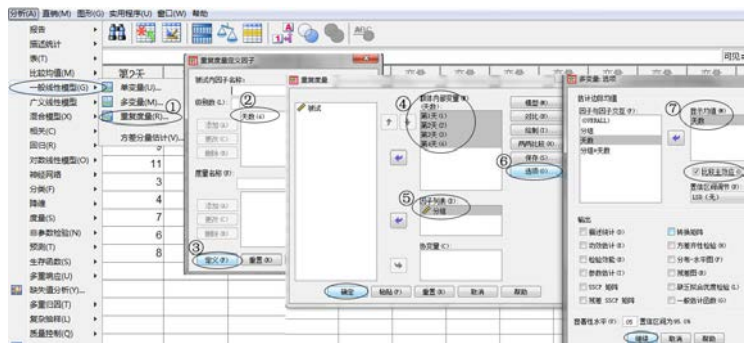 分析(A) 直销(M) 图形(G) 实用程序(U) 窗口(W) 帮助
报告
描述统计
表(T)
比较均值(M)
一般线性模型(G)
广义线性模型
混合模型(X)
相关(C)
回归(R)
对数线性模型(O)
神经网络
分类(F)
降维
度量(S)
非参数检验(N)
预测(T)
生存函数(S)
多重响应(U)
缺失值分析(Y)...
多重归因(T)
复杂抽样(L)
质量控制(Q)
单变量(U)...
多变量(M)...
① 重复度量(R)...
方差分量估计(V)...
第2天
9
11
3
4
7
6
8
可见:
重复度量定义因子
被试内因子名称:
级别数(L):
② 天数(4)
添加(A)
更改(C)
删除(M)
度量名称(N):
添加(A)
更改(C)
删除(M)
③ 定义(F)
重置(R)
重复度量
被试
④ 群体内部变量(W)
(天数)
第1天(1)
第2天(2)
第3天(3)
第4天(4)
⑤ 因子列表(B)
分组
协变量(C)
模型(M)
对比(N)
绘制(T)
两两比较(H)
保存(S)
⑥ 选项(O)
确定 粘贴(P) 重置(R) 取消 帮助
多变量: 选项
估计边际均值
因子与因子交互(F)
(OVERALL)
分组
天数
分组*天数
⑦ 显示均值(M)
天数
比较主效应(O)
置信区间调节(N)
LSD (无)
输出
描述统计(D)
功效估计(E)
检验效能(B)
参数估计(T)
SSCP 矩阵
残差 SSCP 矩阵
转换矩阵
方差齐性检验(H)
分布-水平图(P)
残差图(R)
缺乏拟合优度检验(L)
一般估计函数(G)
显著性水平(V) .05 置信区间为95.0%
继续 取消 帮助